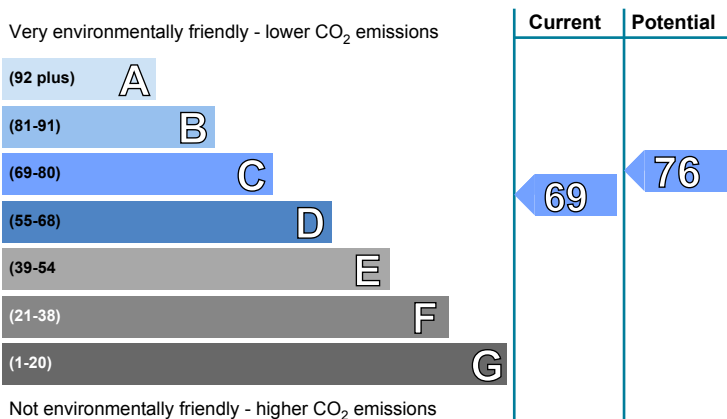 Very environmentally friendly - lower CO2 emissions
Current
Potential
(92 plus) A
(81-91) B
(69-80) C
(55-68) D
(39-54 E
(21-38) F
(1-20) G
69
76
Not environmentally friendly - higher CO2 emissions